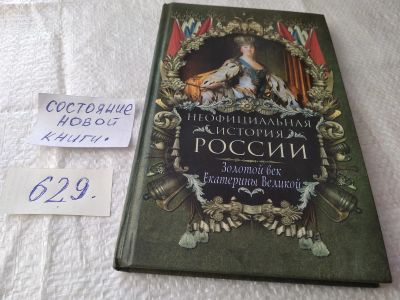 СОСТОЯНИЕ
НОВОЙ
КНИГИ.
629.
НЕОФИЦИАЛЬНАЯ
ИСТОРИЯ
РОССИИ
Золотой век
Екатерины Великой